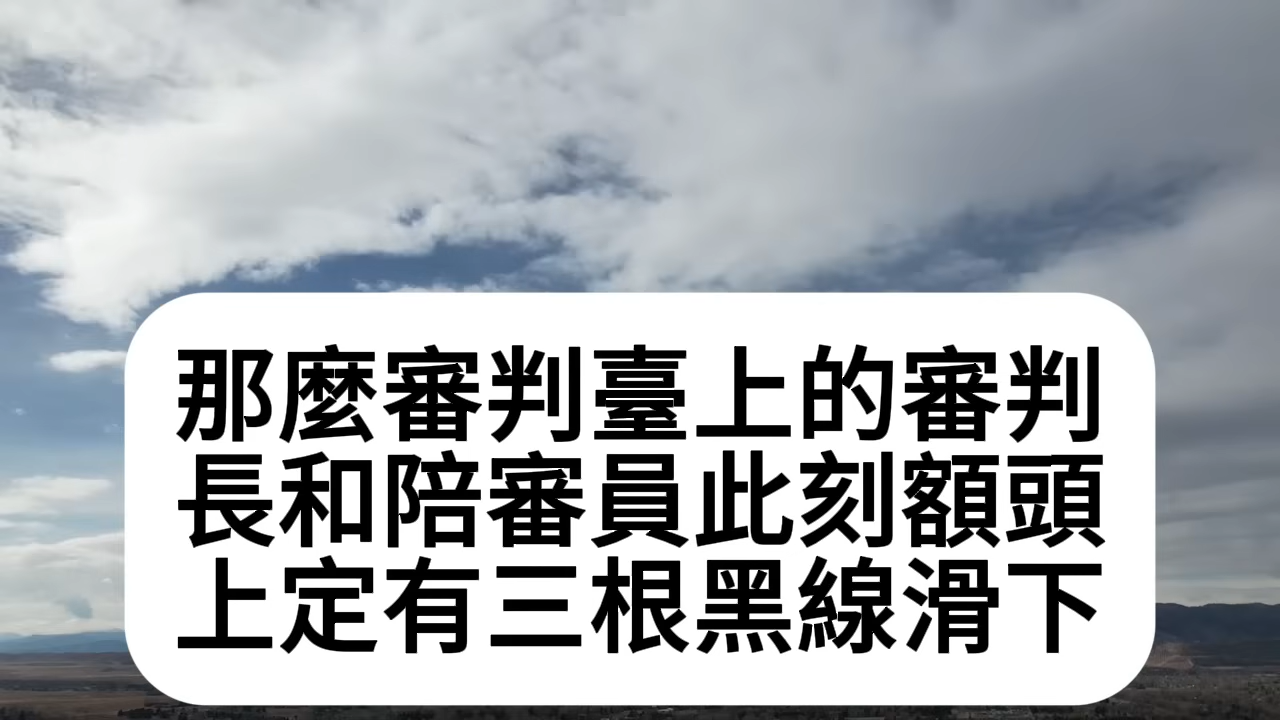 那麼審判臺上的審判
長和陪審員此刻額頭
上定有三根黑線滑下